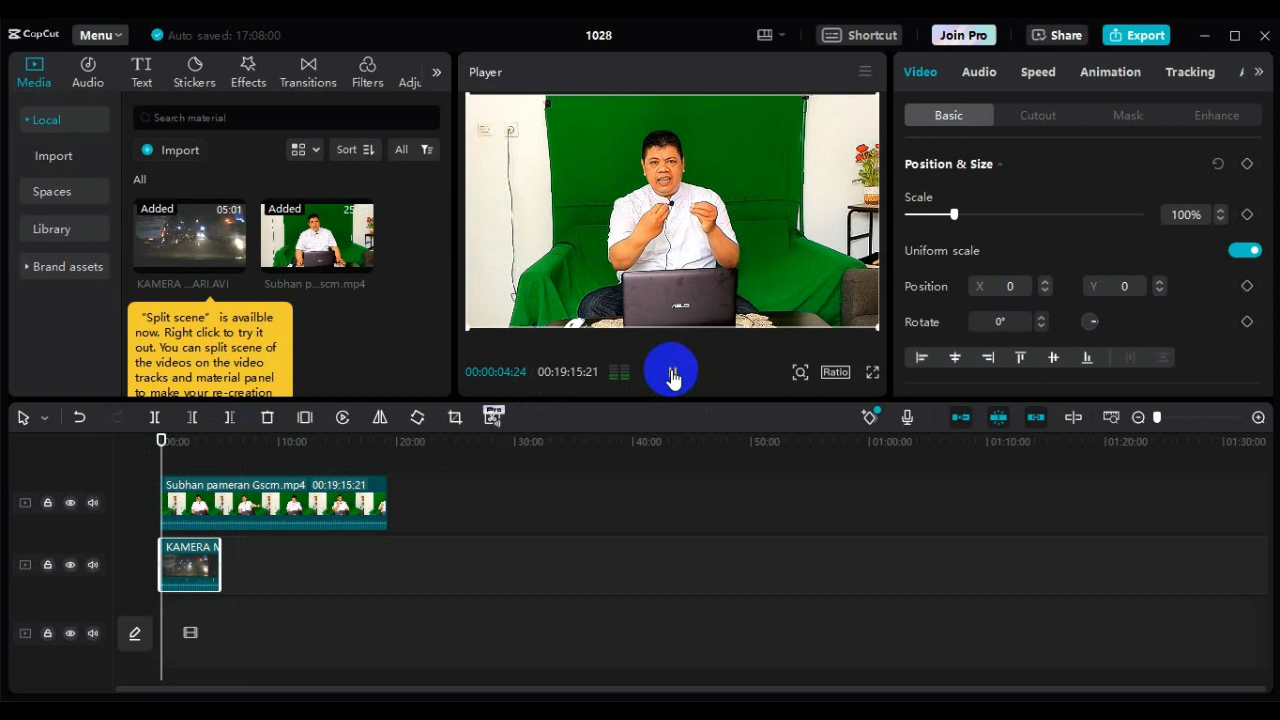 CapCut Menu Auto saved: 17:08:00 1028 Shortcut Join Pro Share Export
Media Audio Text Stickers Effects Transitions Filters Adju
Local
Import
Spaces
Library
Brand assets
Search material
Import Sort All
All
Added 05:01
Added
KAMERA ...ARI.AVI
Subhan p...scm.mp4
"Split scene" is availble
now. Right click to try it
out. You can split scene of
the videos on the video
tracks and material panel
to make your re-creation
Player
ASUS
00:00:04:24 / 00:19:15:21 Ratio
Video Audio Speed Animation Tracking
Basic Cutout Mask Enhance
Position & Size
Scale
100%
Uniform scale
Position X 0 Y 0
Rotate 0°
Pro
00:00 10:00 20:00 30:00 40:00 50:00 01:00:00 01:10:00 01:20:00 01:30:00
Subhan pameran Gscm.mp4 00:19:15:21
KAMERA M